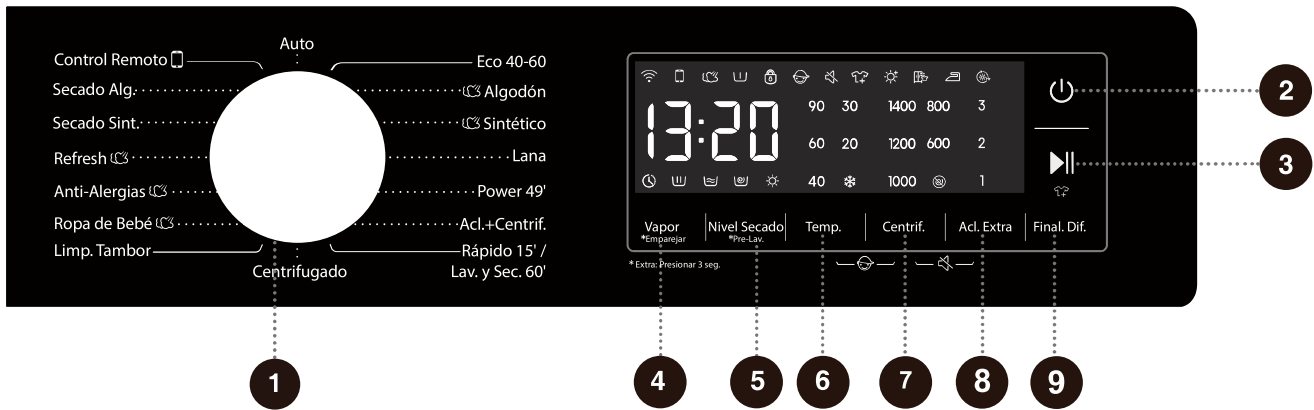 Auto
Control Remoto
Secado Alg.
Secado Sint.
Refresh
Anti-Alergias
Ropa de Bebé
Limp. Tambor
Centrifugado
Eco 40-60
Algodón
Sintético
Lana
Power 49'
Acl.+Centrif.
Rápido 15' /
Lav. y Sec. 60'
13:20
90 30 1400 800 3
60 20 1200 600 2
40 1000 1
Vapor
*Emparejar
Nivel Secado
*Pre-Lav.
Temp.
Centrif.
Acl. Extra
Final. Dif.
* Extra: Presionar 3 seg.
1
2
3
4
5
6
7
8
9